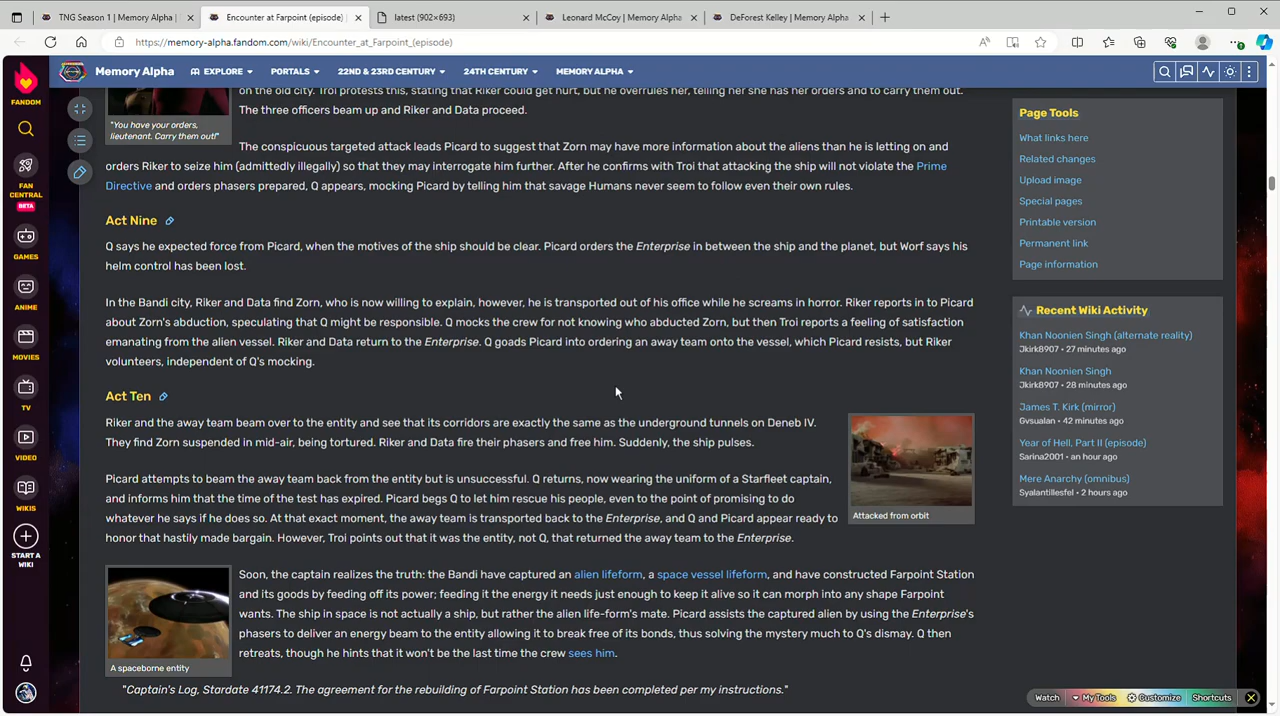 TNG Season 1 | Memory Alpha
Encounter at Farpoint (episode) |
latest (902×693)
Leonard McCoy | Memory Alpha
DeForest Kelley | Memory Alpha
https://memory-alpha.fandom.com/wiki/Encounter_at_Farpoint_(episode)
FANDOM
FAN CENTRAL
BETA
GAMES
ANIME
MOVIES
TV
VIDEO
WIKIS
START A WIKI
Memory Alpha
EXPLORE
PORTALS
22ND & 23RD CENTURY
24TH CENTURY
MEMORY ALPHA
on the old city. Troi protests this, stating that Riker could get hurt, but he overrules her, telling her she has her orders and to carry them out.
The three officers beam up and Riker and Data proceed.
"You have your orders,
lieutenant. Carry them out!"
The conspicuous targeted attack leads Picard to suggest that Zorn may have more information about the aliens than he is letting on and
orders Riker to seize him (admittedly illegally) so that they may interrogate him further. After he confirms with Troi that attacking the ship will not violate the Prime
Directive and orders phasers prepared, Q appears, mocking Picard by telling him that savage Humans never seem to follow even their own rules.
Act Nine
Q says he expected force from Picard, when the motives of the ship should be clear. Picard orders the Enterprise in between the ship and the planet, but Worf says his
helm control has been lost.
In the Bandi city, Riker and Data find Zorn, who is now willing to explain, however, he is transported out of his office while he screams in horror. Riker reports in to Picard
about Zorn's abduction, speculating that Q might be responsible. Q mocks the crew for not knowing who abducted Zorn, but then Troi reports a feeling of satisfaction
emanating from the alien vessel. Riker and Data return to the Enterprise. Q goads Picard into ordering an away team onto the vessel, which Picard resists, but Riker
volunteers, independent of Q's mocking.
Act Ten
Riker and the away team beam over to the entity and see that its corridors are exactly the same as the underground tunnels on Deneb IV.
They find Zorn suspended in mid-air, being tortured. Riker and Data fire their phasers and free him. Suddenly, the ship pulses.
Picard attempts to beam the away team back from the entity but is unsuccessful. Q returns, now wearing the uniform of a Starfleet captain,
and informs him that the time of the test has expired. Picard begs Q to let him rescue his people, even to the point of promising to do
whatever he says if he does so. At that exact moment, the away team is transported back to the Enterprise, and Q and Picard appear ready to
honor that hastily made bargain. However, Troi points out that it was the entity, not Q, that returned the away team to the Enterprise.
Attacked from orbit
Soon, the captain realizes the truth: the Bandi have captured an alien lifeform, a space vessel lifeform, and have constructed Farpoint Station
and its goods by feeding off its power; feeding it the energy it needs just enough to keep it alive so it can morph into any shape Farpoint
wants. The ship in space is not actually a ship, but rather the alien life-form's mate. Picard assists the captured alien by using the Enterprise's
phasers to deliver an energy beam to the entity allowing it to break free of its bonds, thus solving the mystery much to Q's dismay. Q then
retreats, though he hints that it won't be the last time the crew sees him.
A spaceborne entity
"Captain's Log, Stardate 41174.2. The agreement for the rebuilding of Farpoint Station has been completed per my instructions."
Page Tools
What links here
Related changes
Upload image
Special pages
Printable version
Permanent link
Page information
Recent Wiki Activity
Khan Noonien Singh (alternate reality)
Jkirk8907 • 27 minutes ago
Khan Noonien Singh
Jkirk8907 • 28 minutes ago
James T. Kirk (mirror)
Gvsualan • 42 minutes ago
Year of Hell, Part II (episode)
Sarina2001 • an hour ago
Mere Anarchy (omnibus)
Syalantillesfel • 2 hours ago
Watch
My Tools
Customize
Shortcuts